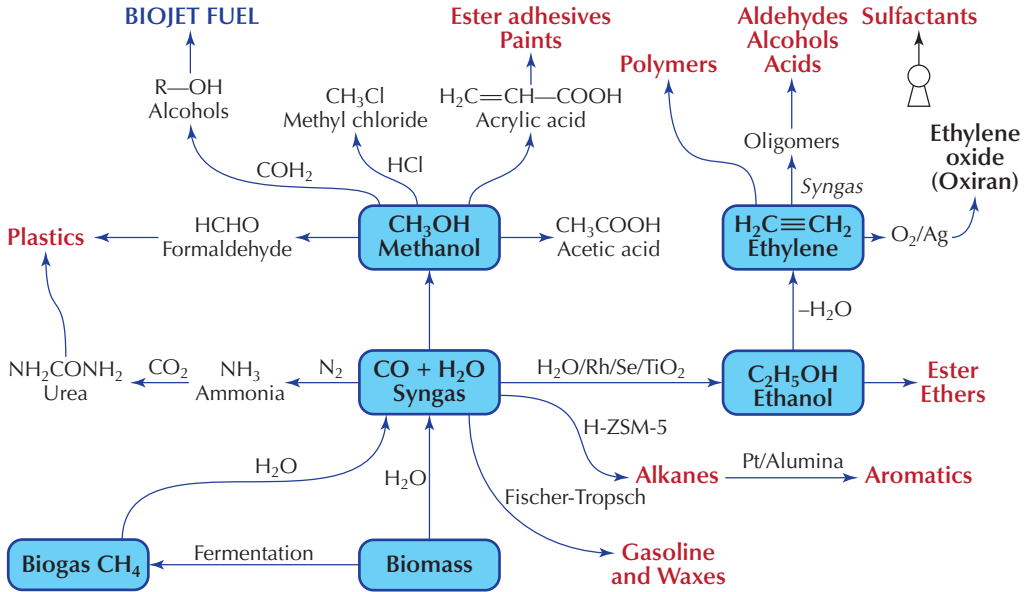 BIOJET FUEL
Ester adhesives
Paints
Aldehydes
Alcohols
Acids
Sulfactants
Polymers
R—OH
Alcohols
CH₃Cl
Methyl chloride
H₂C=CH—COOH
Acrylic acid
Oligomers
Ethylene
oxide
(Oxiran)
COH₂
HCl
Syngas
HCHO
Formaldehyde
CH₃OH
Methanol
CH₃COOH
Acetic acid
H₂C≡CH₂
Ethylene
O₂/Ag
Plastics
–H₂O
NH₂CONH₂
Urea
CO₂
NH₃
Ammonia
N₂
CO + H₂O
Syngas
H₂O/Rh/Se/TiO₂
C₂H₅OH
Ethanol
Ester
Ethers
H-ZSM-5
H₂O
H₂O
Fischer-Tropsch
Alkanes
Pt/Alumina
Aromatics
Biogas CH₄
Fermentation
Biomass
Gasoline
and Waxes